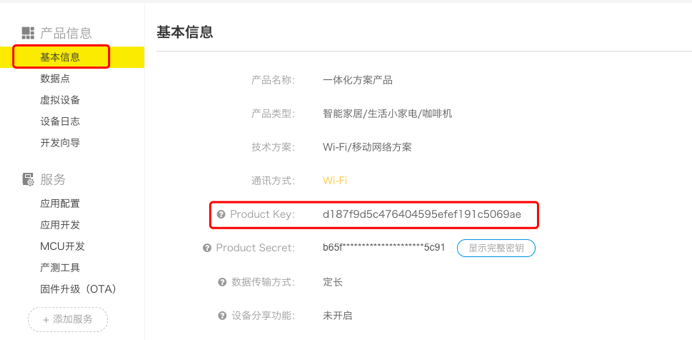 产品信息
基本信息
数据点
虚拟设备
设备日志
开发向导
服务
应用配置
应用开发
MCU开发
产测工具
固件升级（OTA）
+ 添加服务
基本信息
产品名称： 一体化方案产品
产品类型： 智能家居/生活小家电/咖啡机
技术方案： Wi-Fi/移动网络方案
通讯方式： Wi-Fi
? Product Key: d187f9d5c476404595efef191c5069ae
? Product Secret: b65f**********************5c91 显示完整密钥
? 数据传输方式： 定长
? 设备分享功能： 未开启